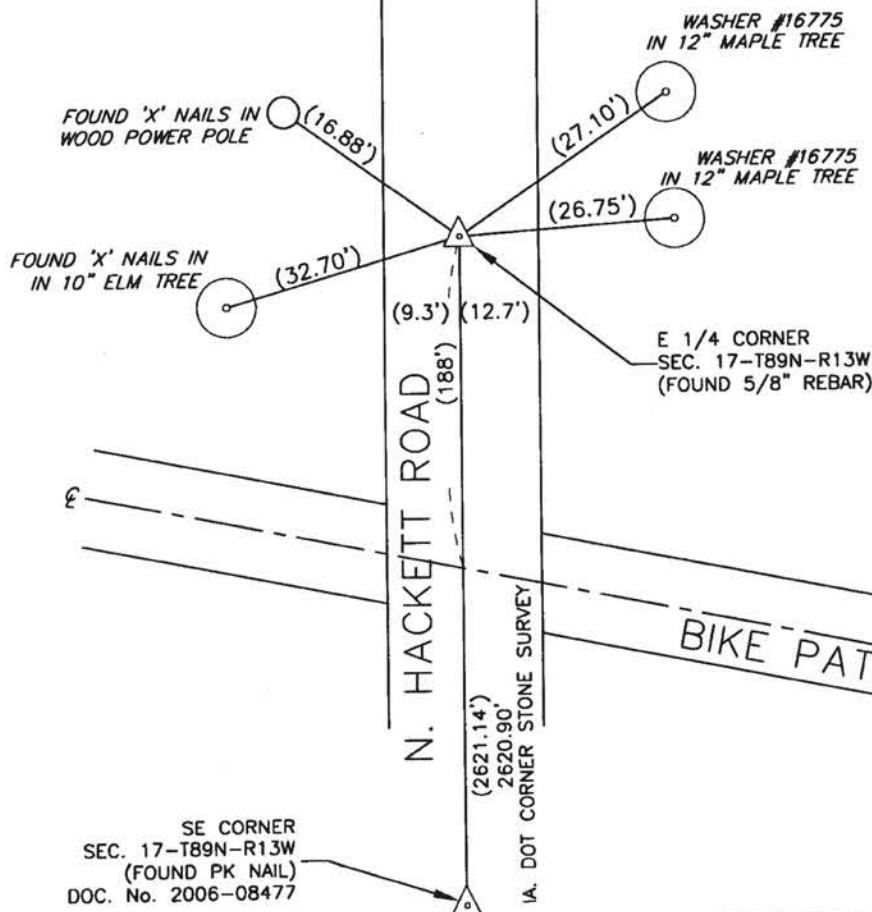 WASHER #16775
IN 12" MAPLE TREE
FOUND 'X' NAILS IN
WOOD POWER POLE
(16.88')
(27.10')
WASHER #16775
IN 12" MAPLE TREE
(26.75')
FOUND 'X' NAILS IN
IN 10" ELM TREE
(32.70')
(9.3') (12.7')
E 1/4 CORNER
SEC. 17-T89N-R13W
(FOUND 5/8" REBAR)
(188')
N. HACKETT ROAD
℄
BIKE PAT
(2621.14')
2620.90'
IA. DOT CORNER STONE SURVEY
SE CORNER
SEC. 17-T89N-R13W
(FOUND PK NAIL)
DOC. No. 2006-08477